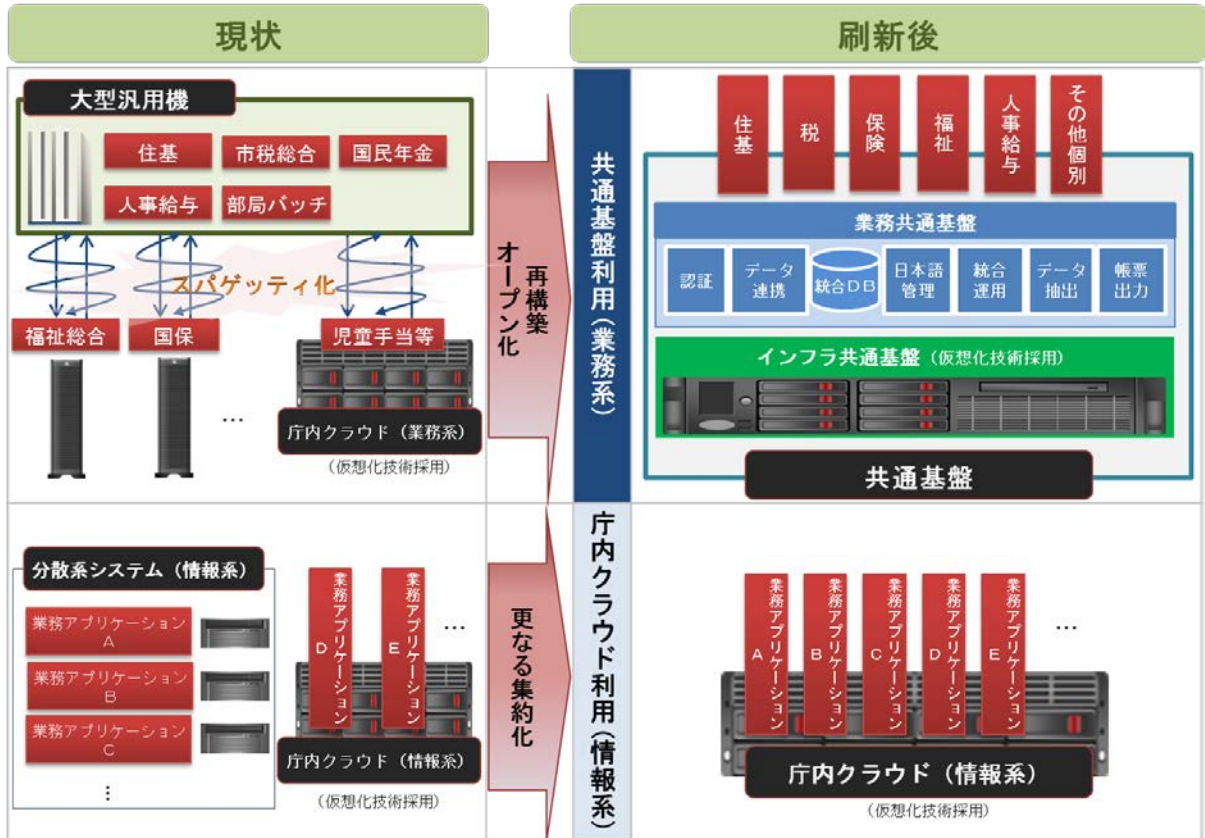 現状
刷新後
大型汎用機
住基
市税総合
国民年金
人事給与
部局バッチ
スパゲッティ化
福祉総合
国保
児童手当等
…
庁内クラウド（業務系）
（仮想化技術採用）
再構築
オープン化
共通基盤利用（業務系）
住基
税
保険
福祉
人事給与
その他個別
業務共通基盤
認証
データ
連携
統合DB
日本語
管理
統合
運用
データ
抽出
帳票
出力
インフラ共通基盤（仮想化技術採用）
共通基盤
分散系システム（情報系）
業務アプリケーション
A
業務アプリケーション
B
業務アプリケーション
C
⋮
業務アプリケーション
D
業務アプリケーション
E
…
庁内クラウド（情報系）
（仮想化技術採用）
更なる集約化
庁内クラウド利用（情報系）
業務アプリケーション
A
業務アプリケーション
B
業務アプリケーション
C
業務アプリケーション
D
業務アプリケーション
E
…
庁内クラウド（情報系）
（仮想化技術採用）